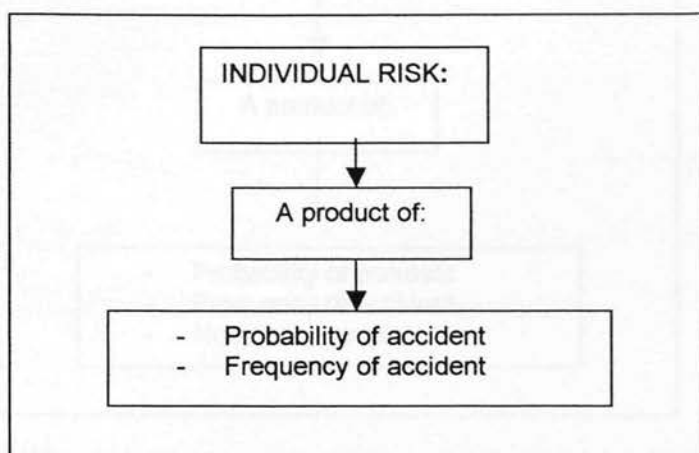 INDIVIDUAL RISK:
A product of:
- Probability of accident
- Frequency of accident